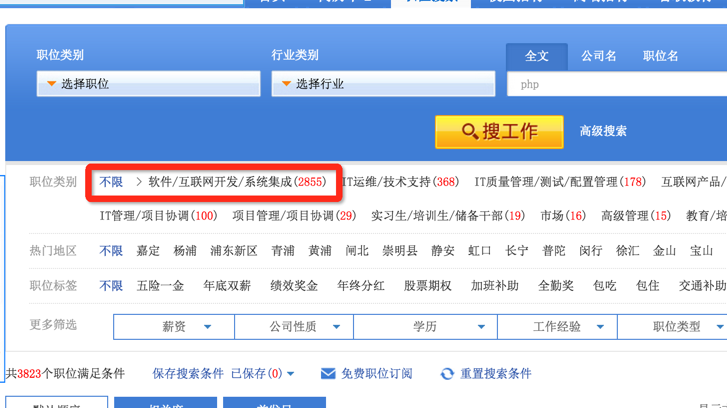 职位类别
行业类别
全文
公司名
职位名
选择职位
选择行业
php
搜工作
高级搜索
职位类别 不限 > 软件/互联网开发/系统集成(2855) IT运维/技术支持(368) IT质量管理/测试/配置管理(178) 互联网产品/
IT管理/项目协调(100) 项目管理/项目协调(29) 实习生/培训生/储备干部(19) 市场(16) 高级管理(15) 教育/培
热门地区 不限 嘉定 杨浦 浦东新区 青浦 黄浦 闸北 崇明县 静安 虹口 长宁 普陀 闵行 徐汇 金山 宝山
职位标签 不限 五险一金 年底双薪 绩效奖金 年终分红 股票期权 加班补助 全勤奖 包吃 包住 交通补助
更多筛选 薪资 公司性质 学历 工作经验 职位类型
共3823个职位满足条件 保存搜索条件 已保存(0) 免费职位订阅 重置搜索条件